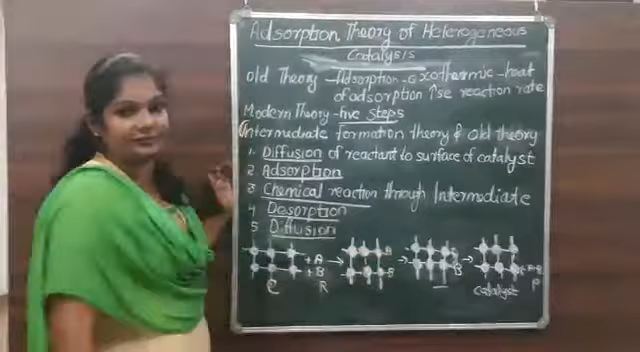 Adsorption Theory of Heterogeneous
Catalysis
old Theory - Adsorption - exothermic - heat
of adsorption ↑se reaction rate
Modern Theory - five steps
Intermediate formation theory & old theory
1. Diffusion of reactant to surface of catalyst
2 Adsorption
3 Chemical reaction through Intermediate
4 Desorption
5 Diffusion
+ A → A → A → A+B
+ B B B
C R Catalyst P